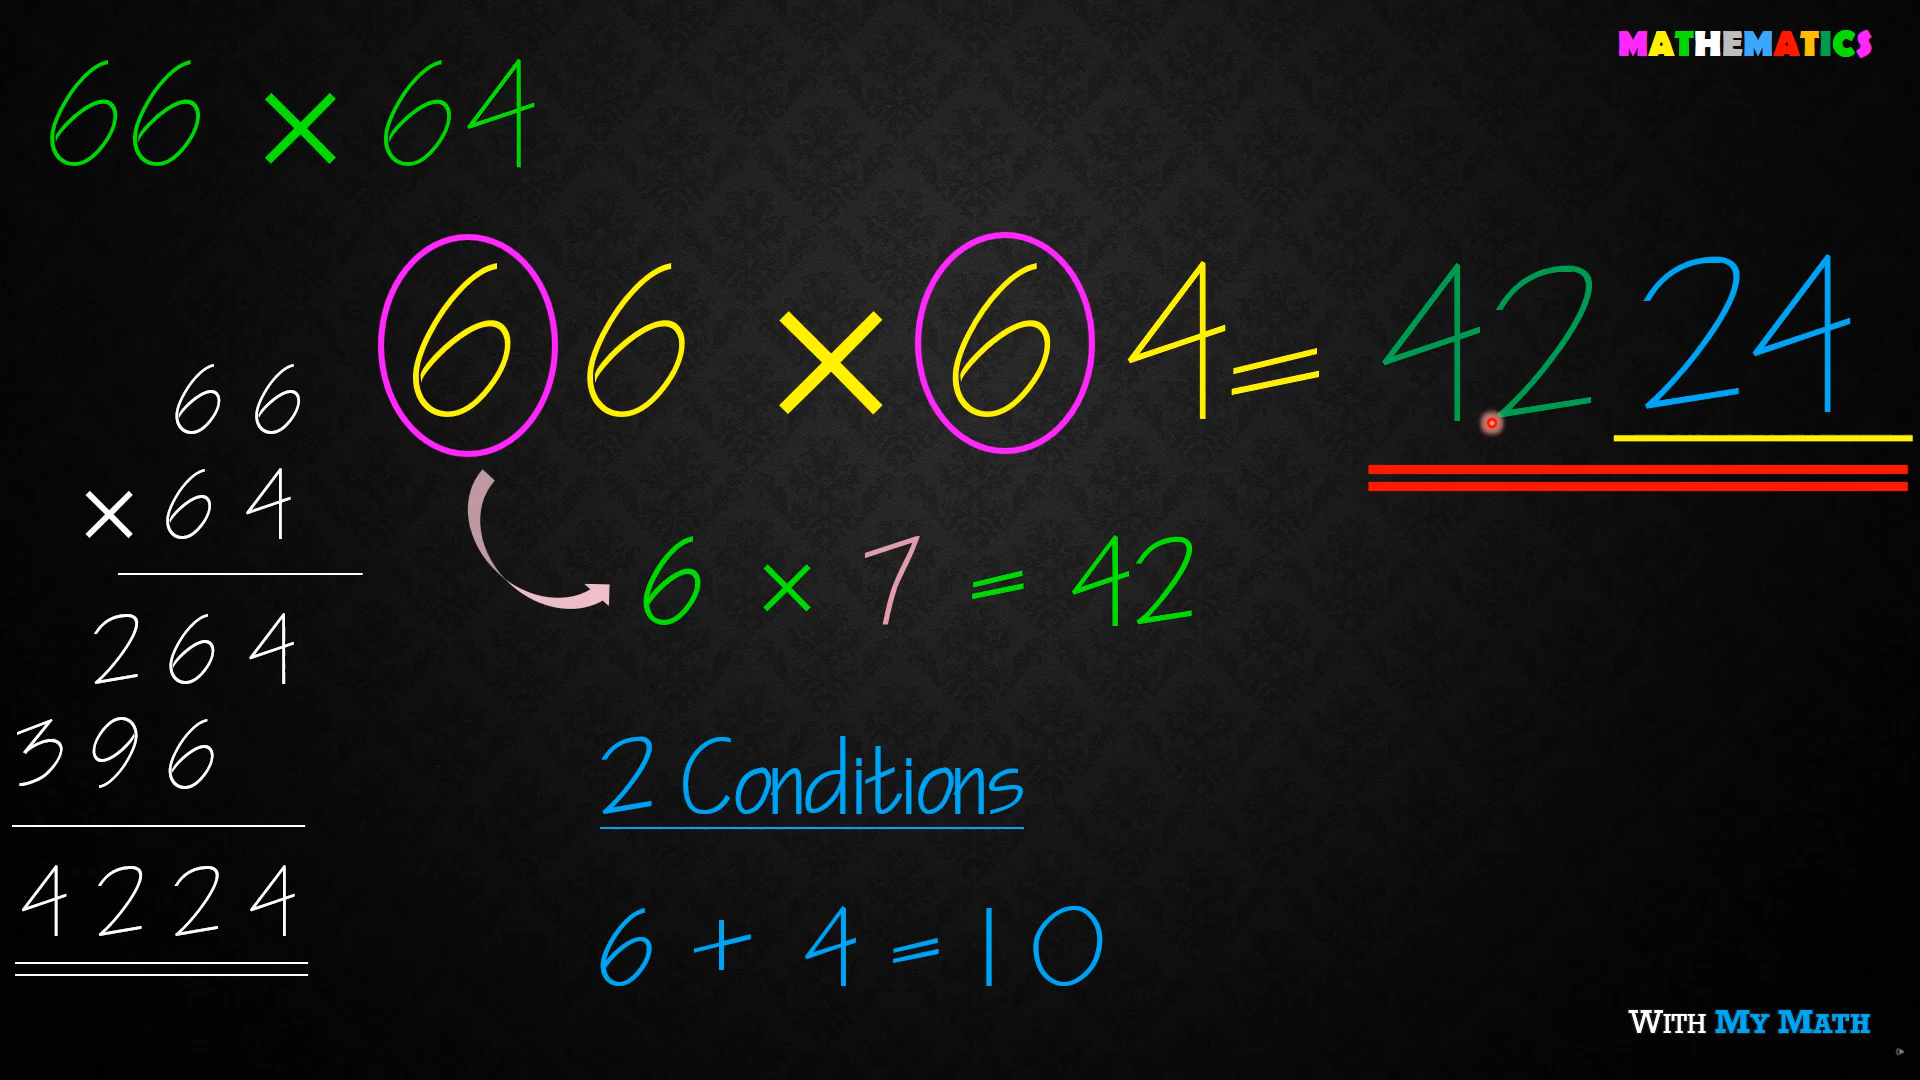 MATHEMATICS
66 × 64
66 × 64 = 4224
66
× 64
264
396
4224
6 × 7 = 42
2 Conditions
6 + 4 = 10
WITH MY MATH